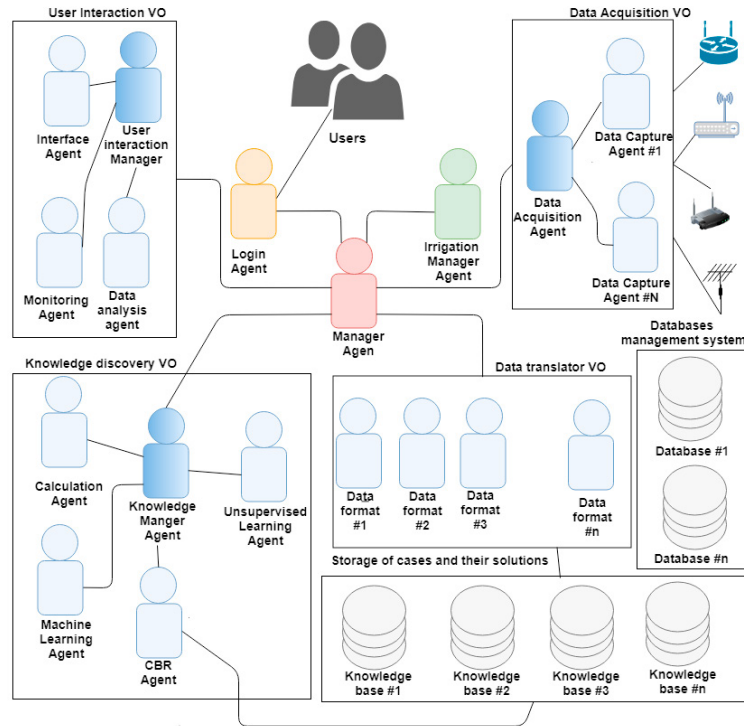 User Interaction VO
Data Acquisition VO
Interface
Agent
User
interaction
Manager
Users
Data Capture
Agent #1
Data
Acquisition
Agent
Login
Agent
Irrigation
Manager
Agent
Monitoring
Agent
Data
analysis
agent
Data Capture
Agent #N
Manager
Agen
Databases
management system
Knowledge discovery VO
Data translator VO
Calculation
Agent
Knowledge
Manger
Agent
Unsupervised
Learning Agent
Data
format
#1
Data
format
#2
Data
format
#3
Data
format
#n
Database #1
Database #n
Storage of cases and their solutions
Machine
Learning
Agent
CBR
Agent
Knowledge
base #1
Knowledge
base #2
Knowledge
base #3
Knowledge
base #n